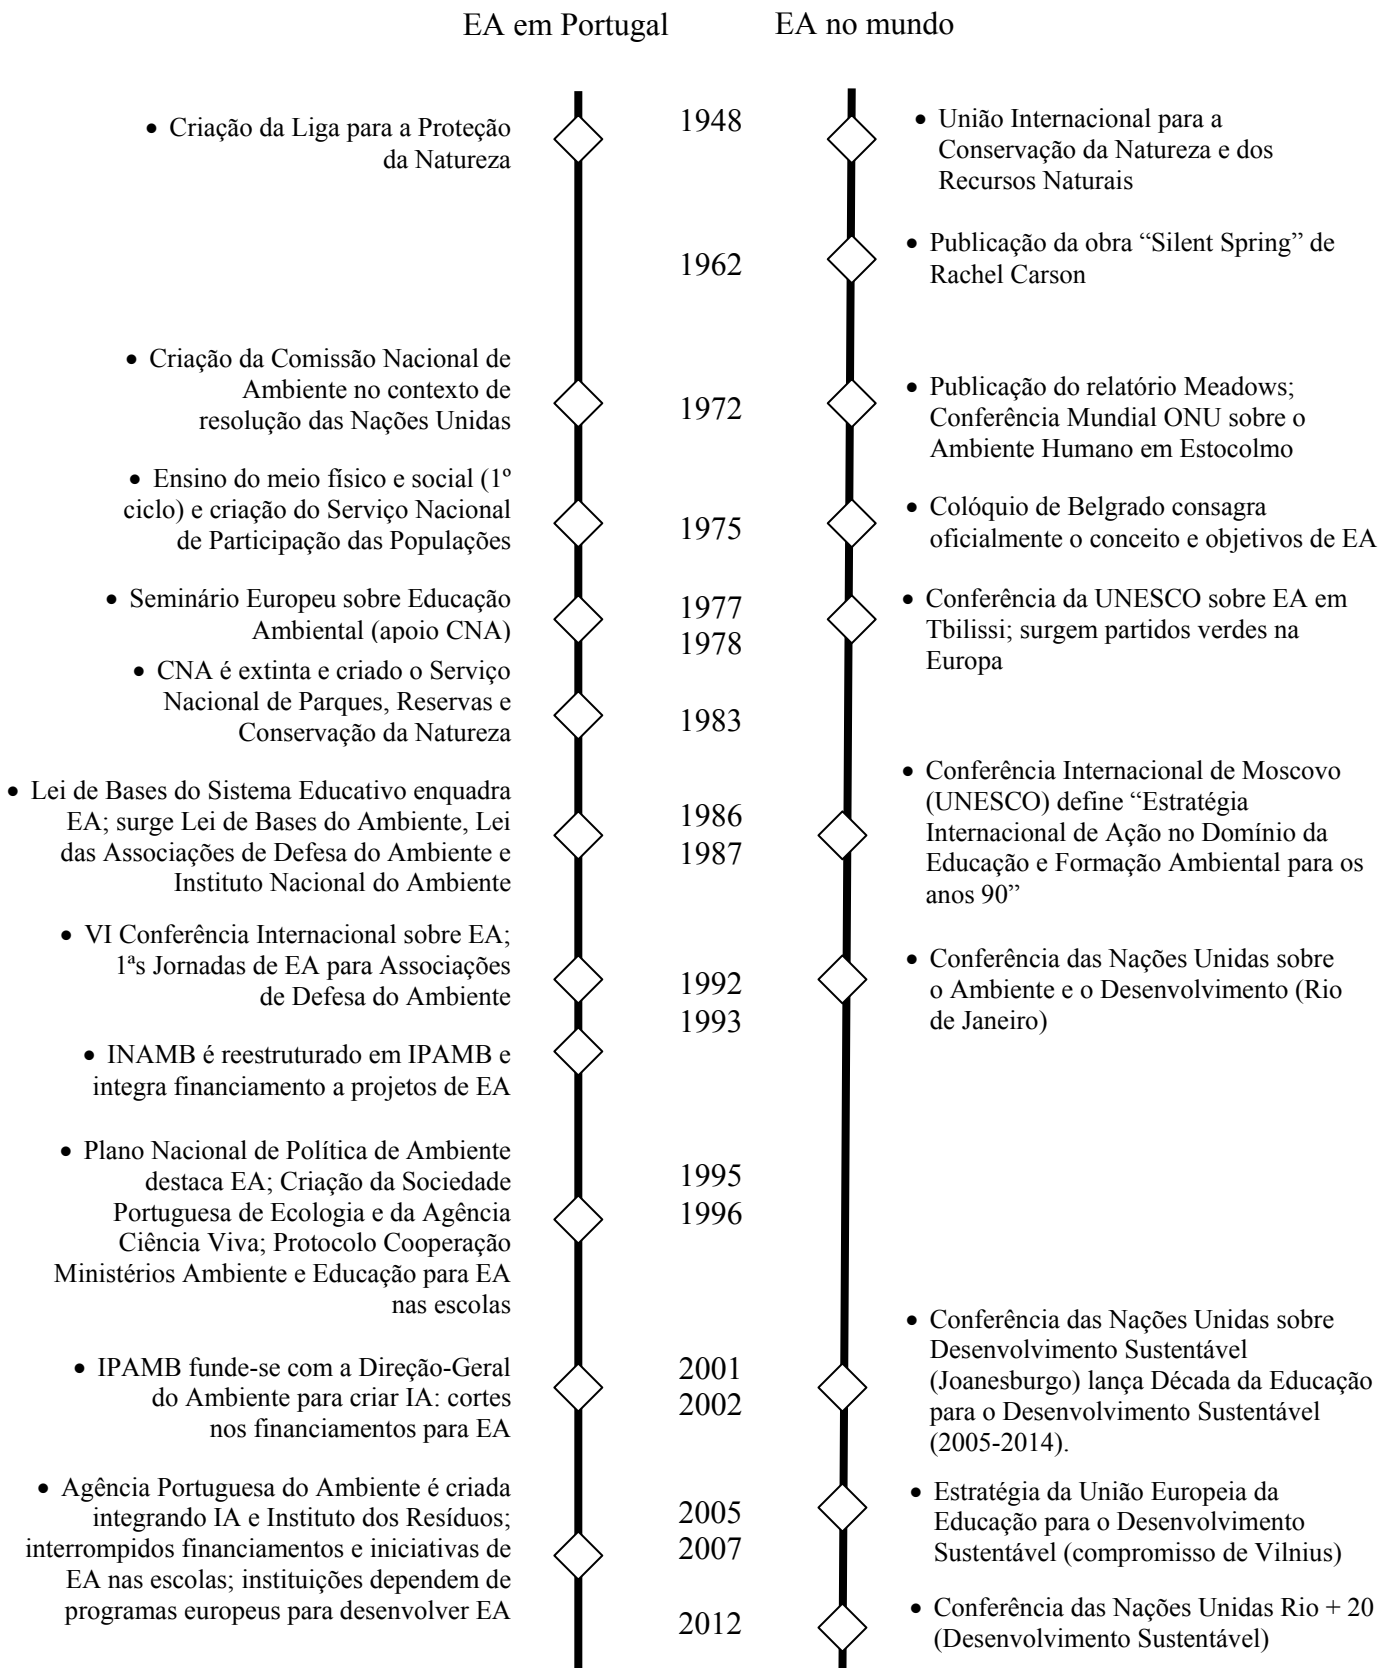 EA em Portugal
EA no mundo
• Criação da Liga para a Proteção
da Natureza
1948
• União Internacional para a
Conservação da Natureza e dos
Recursos Naturais
1962
• Publicação da obra “Silent Spring” de
Rachel Carson
• Criação da Comissão Nacional de
Ambiente no contexto de
resolução das Nações Unidas
1972
• Publicação do relatório Meadows;
Conferência Mundial ONU sobre o
Ambiente Humano em Estocolmo
• Ensino do meio físico e social (1º
ciclo) e criação do Serviço Nacional
de Participação das Populações
1975
• Colóquio de Belgrado consagra
oficialmente o conceito e objetivos de EA
• Seminário Europeu sobre Educação
Ambiental (apoio CNA)
1977
1978
• Conferência da UNESCO sobre EA em
Tbilissi; surgem partidos verdes na
Europa
• CNA é extinta e criado o Serviço
Nacional de Parques, Reservas e
Conservação da Natureza
1983
• Lei de Bases do Sistema Educativo enquadra
EA; surge Lei de Bases do Ambiente, Lei
das Associações de Defesa do Ambiente e
Instituto Nacional do Ambiente
1986
1987
• Conferência Internacional de Moscovo
(UNESCO) define “Estratégia
Internacional de Ação no Domínio da
Educação e Formação Ambiental para os
anos 90”
• VI Conferência Internacional sobre EA;
1ªs Jornadas de EA para Associações
de Defesa do Ambiente
1992
1993
• Conferência das Nações Unidas sobre
o Ambiente e o Desenvolvimento (Rio
de Janeiro)
• INAMB é reestruturado em IPAMB e
integra financiamento a projetos de EA
• Plano Nacional de Política de Ambiente
destaca EA; Criação da Sociedade
Portuguesa de Ecologia e da Agência
Ciência Viva; Protocolo Cooperação
Ministérios Ambiente e Educação para EA
nas escolas
1995
1996
• IPAMB funde-se com a Direção-Geral
do Ambiente para criar IA: cortes
nos financiamentos para EA
2001
2002
• Conferência das Nações Unidas sobre
Desenvolvimento Sustentável
(Joanesburgo) lança Década da Educação
para o Desenvolvimento Sustentável
(2005-2014).
• Agência Portuguesa do Ambiente é criada
integrando IA e Instituto dos Resíduos;
interrompidos financiamentos e iniciativas de
EA nas escolas; instituições dependem de
programas europeus para desenvolver EA
2005
2007
• Estratégia da União Europeia da
Educação para o Desenvolvimento
Sustentável (compromisso de Vilnius)
2012
• Conferência das Nações Unidas Rio + 20
(Desenvolvimento Sustentável)